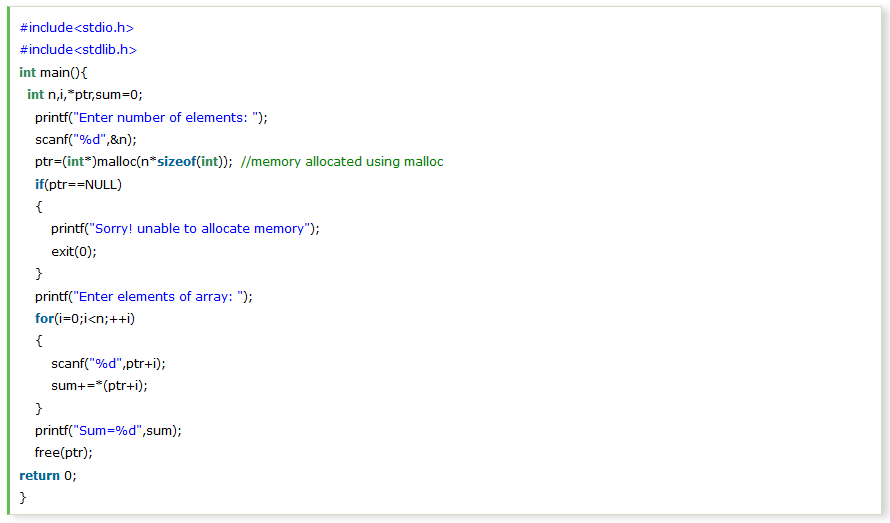 #include<stdio.h>
#include<stdlib.h>
int main(){
  int n,i,*ptr,sum=0;
    printf("Enter number of elements: ");
    scanf("%d",&n);
    ptr=(int*)malloc(n*sizeof(int));  //memory allocated using malloc
    if(ptr==NULL)
    {
        printf("Sorry! unable to allocate memory");
        exit(0);
    }
    printf("Enter elements of array: ");
    for(i=0;i<n;++i)
    {
        scanf("%d",ptr+i);
        sum+=*(ptr+i);
    }
    printf("Sum=%d",sum);
    free(ptr);
return 0;
}